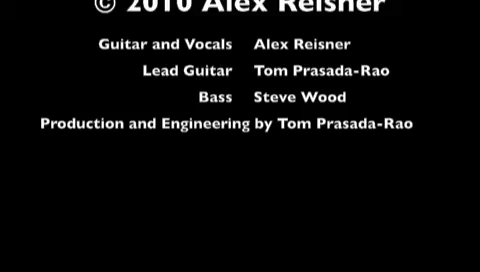 © 2010 Alex Reisner
Guitar and Vocals Alex Reisner
Lead Guitar Tom Prasada-Rao
Bass Steve Wood
Production and Engineering by Tom Prasada-Rao